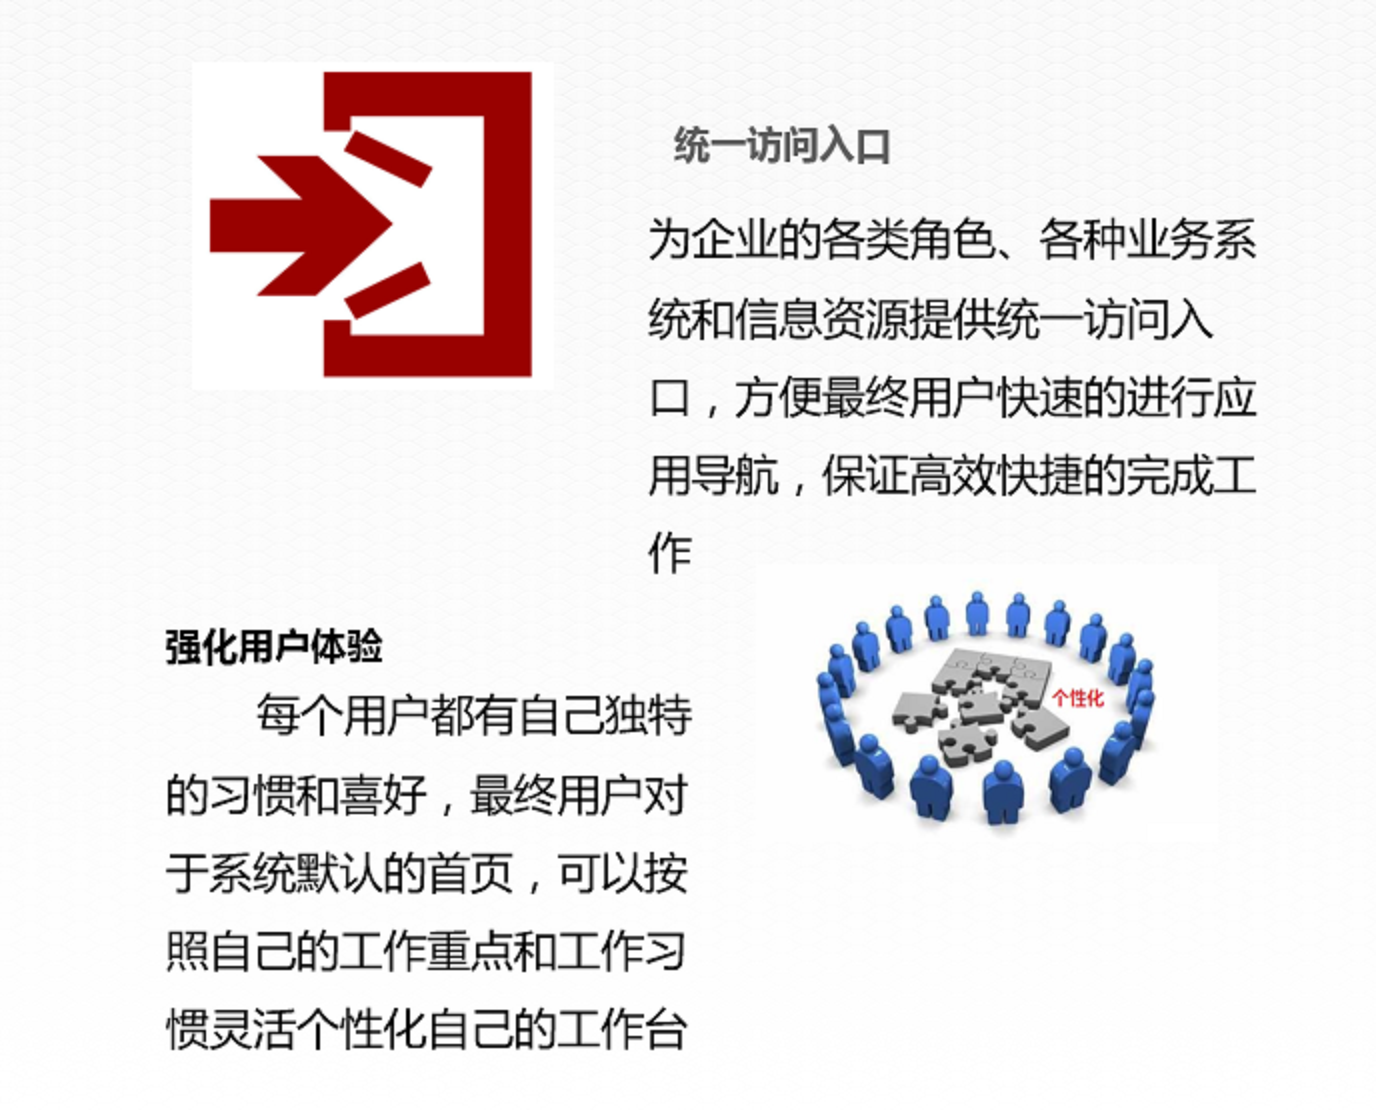 统一访问入口
为企业的各类角色、各种业务系
统和信息资源提供统一访问入
口，方便最终用户快速的进行应
用导航，保证高效快捷的完成工
作
强化用户体验
每个用户都有自己独特
的习惯和喜好，最终用户对
于系统默认的首页，可以按
照自己的工作重点和工作习
惯灵活个性化自己的工作台
个性化